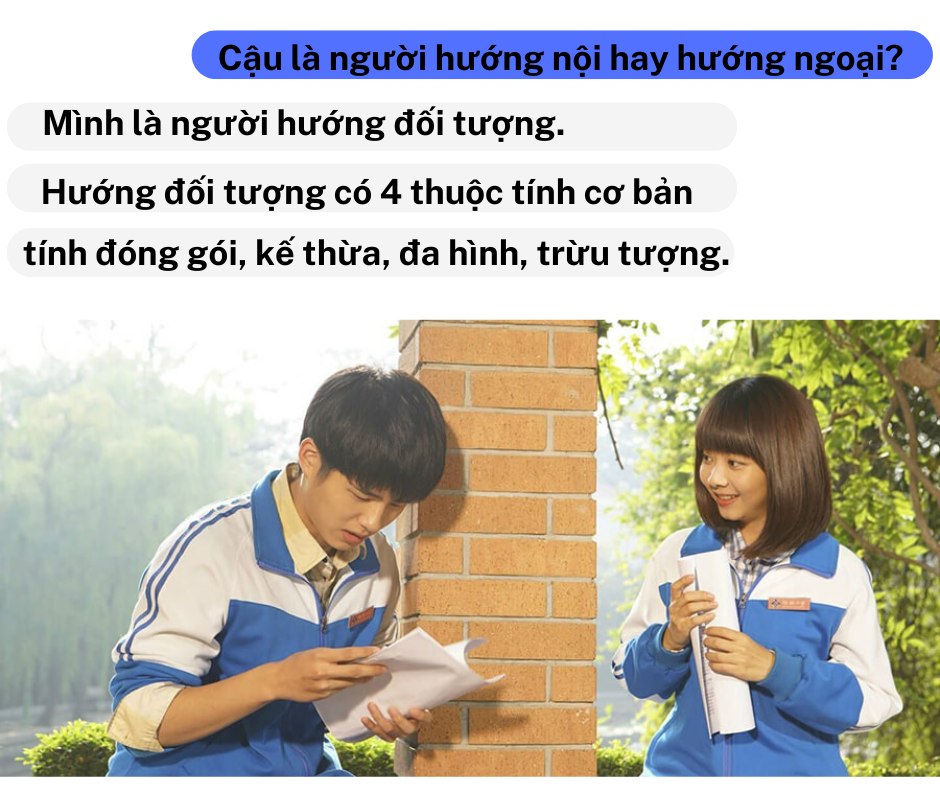 Cậu là người hướng nội hay hướng ngoại?
Mình là người hướng đối tượng.
Hướng đối tượng có 4 thuộc tính cơ bản
tính đóng gói, kế thừa, đa hình, trừu tượng.